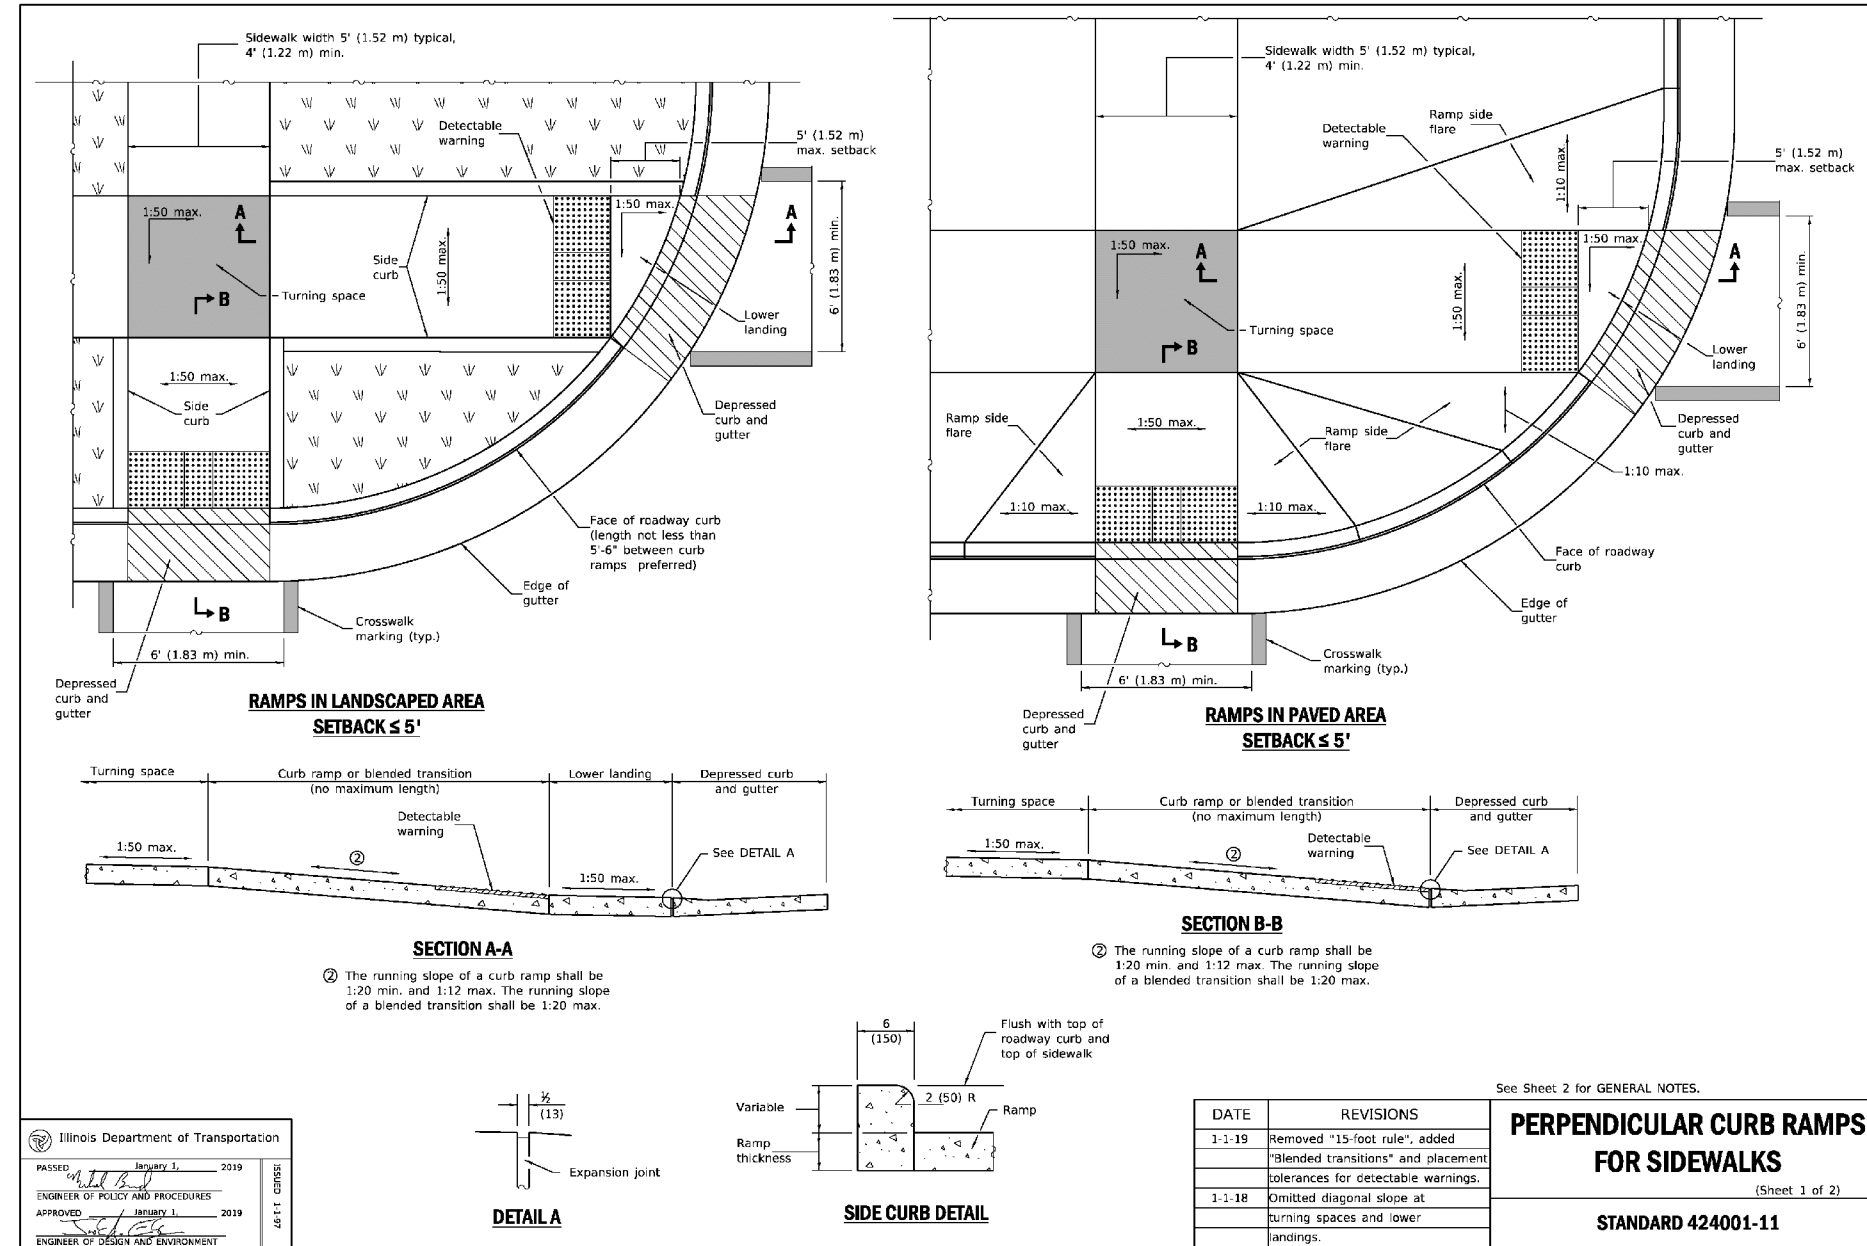 Sidewalk width 5' (1.52 m) typical,
4' (1.22 m) min.
Detectable
warning
5' (1.52 m)
max. setback
1:50 max.
A
1:50 max.
A
Side
curb
1:50 max.
6' (1.83 m) min.
B
Turning space
Lower
landing
1:50 max.
Side
curb
Depressed
curb and
gutter
Face of roadway curb
(length not less than
5'-6" between curb
ramps preferred)
Edge of
gutter
B
Crosswalk
marking (typ.)
6' (1.83 m) min.
Depressed
curb and
gutter
RAMPS IN LANDSCAPED AREA
SETBACK ≤ 5'
Sidewalk width 5' (1.52 m) typical,
4' (1.22 m) min.
Ramp side
flare
Detectable
warning
1:10 max.
5' (1.52 m)
max. setback
1:50 max.
A
1:50 max.
A
1:50 max.
6' (1.83 m) min.
B
Turning space
Lower
landing
Ramp side
flare
1:50 max.
Ramp side
flare
Depressed
curb and
gutter
1:10 max.
1:10 max.
1:10 max.
Face of roadway
curb
Edge of
gutter
B
Crosswalk
marking (typ.)
6' (1.83 m) min.
Depressed
curb and
gutter
RAMPS IN PAVED AREA
SETBACK ≤ 5'
Turning space
Curb ramp or blended transition
(no maximum length)
Lower landing
Depressed curb
and gutter
Detectable
warning
1:50 max.
②
See DETAIL A
1:50 max.
SECTION A-A
② The running slope of a curb ramp shall be
1:20 min. and 1:12 max. The running slope
of a blended transition shall be 1:20 max.
Turning space
Curb ramp or blended transition
(no maximum length)
Depressed curb
and gutter
Detectable
warning
1:50 max.
②
See DETAIL A
SECTION B-B
② The running slope of a curb ramp shall be
1:20 min. and 1:12 max. The running slope
of a blended transition shall be 1:20 max.
½
(13)
Expansion joint
DETAIL A
6
(150)
Flush with top of
roadway curb and
top of sidewalk
Variable
2 (50) R
Ramp
Ramp
thickness
SIDE CURB DETAIL
Illinois Department of Transportation
PASSED January 1, 2019
ENGINEER OF POLICY AND PROCEDURES
APPROVED January 1, 2019
ENGINEER OF DESIGN AND ENVIRONMENT
ISSUED 1-1-97
See Sheet 2 for GENERAL NOTES.
DATE REVISIONS
1-1-19 Removed "15-foot rule", added
"Blended transitions" and placement
tolerances for detectable warnings.
1-1-18 Omitted diagonal slope at
turning spaces and lower
landings.
PERPENDICULAR CURB RAMPS
FOR SIDEWALKS
(Sheet 1 of 2)
STANDARD 424001-11